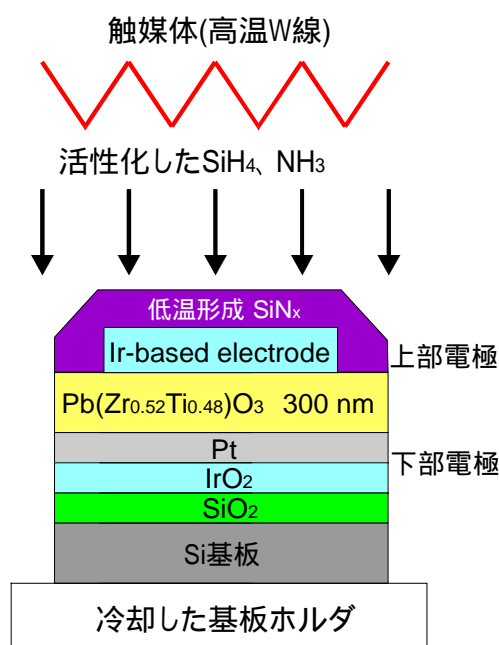 触媒体(高温W線)
活性化したSiH4、NH3
低温形成 SiNx
Ir-based electrode
上部電極
Pb(Zr0.52Ti0.48)O3 300 nm
Pt
下部電極
IrO2
SiO2
Si基板
冷却した基板ホルダ